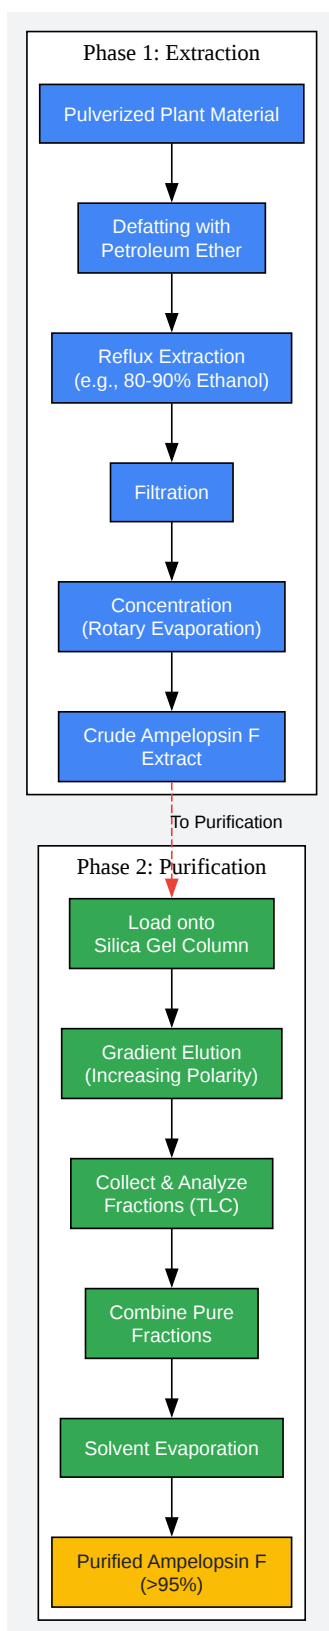 Phase 1: Extraction
Pulverized Plant Material
Defatting with
Petroleum Ether
Reflux Extraction
(e.g., 80-90% Ethanol)
Filtration
Concentration
(Rotary Evaporation)
Crude Ampelopsin F
Extract
To Purification
Phase 2: Purification
Load onto
Silica Gel Column
Gradient Elution
(Increasing Polarity)
Collect & Analyze
Fractions (TLC)
Combine Pure
Fractions
Solvent Evaporation
Purified Ampelopsin F
(>95%)